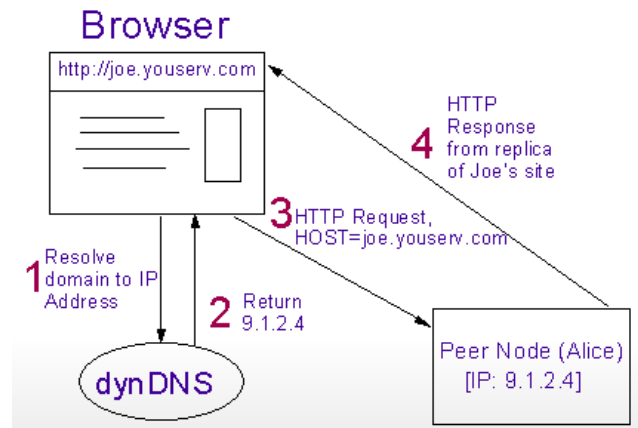 Browser
http://joe.youserv.com
HTTP
Response
from replica
of Joe's site
4
3
HTTP Request,
HOST=joe.youserv.com
1
Resolve
domain to IP
Address
2
Return
9.1.2.4
dynDNS
Peer Node (Alice)
[IP: 9.1.2.4]